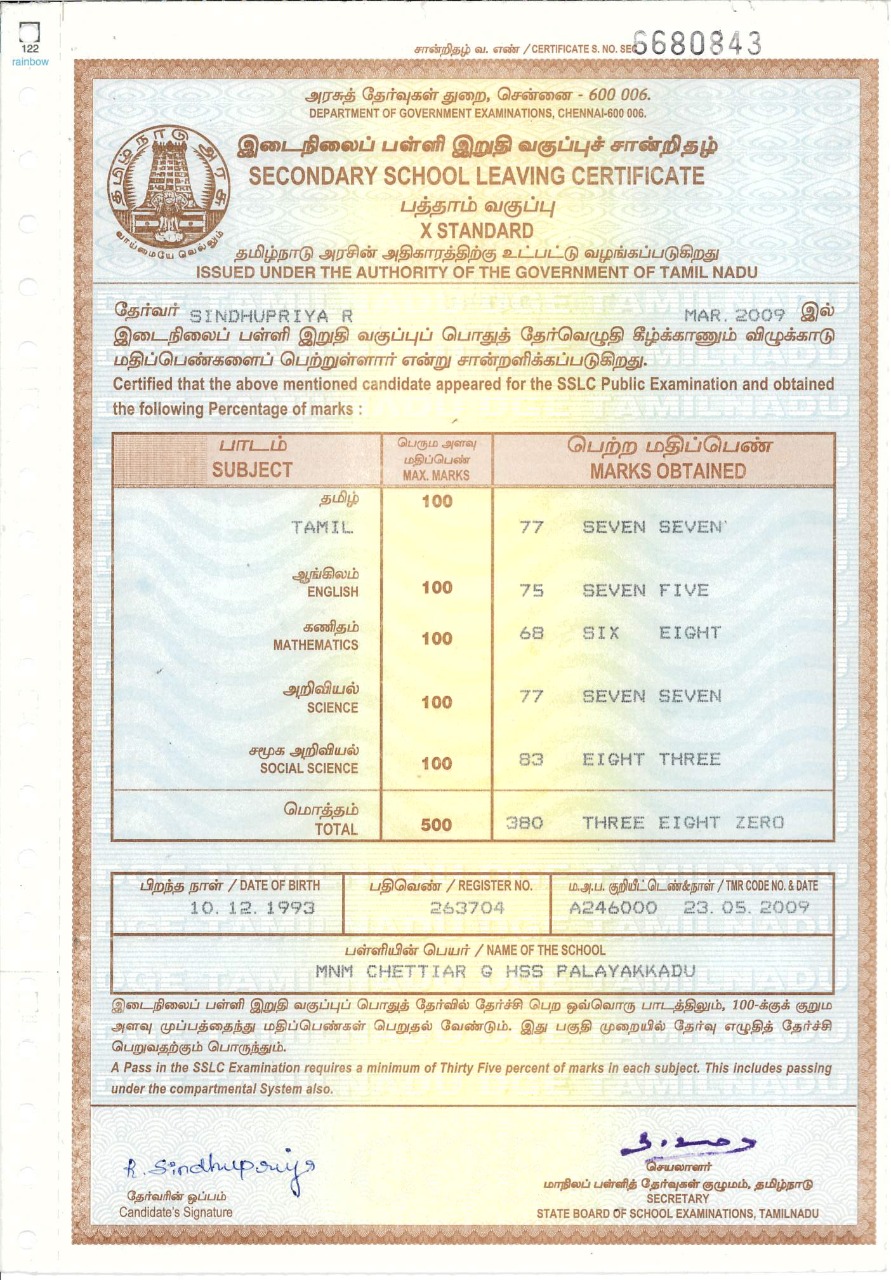 122
rainbow
சான்றிதழ் வ. எண் / CERTIFICATE S. NO. SEC 6680843
அரசுத் தேர்வுகள் துறை, சென்னை - 600 006.
DEPARTMENT OF GOVERNMENT EXAMINATIONS, CHENNAI-600 006.
தமிழ் நாடு அரசு
வாய்மையே வெல்லும்
இடைநிலைப் பள்ளி இறுதி வகுப்புச் சான்றிதழ்
SECONDARY SCHOOL LEAVING CERTIFICATE
பத்தாம் வகுப்பு
X STANDARD
தமிழ்நாடு அரசின் அதிகாரத்திற்கு உட்பட்டு வழங்கப்படுகிறது
ISSUED UNDER THE AUTHORITY OF THE GOVERNMENT OF TAMIL NADU
தேர்வர் SINDHUPRIYA R MAR. 2009 இல்
இடைநிலைப் பள்ளி இறுதி வகுப்புப் பொதுத் தேர்வெழுதி கீழ்க்காணும் விழுக்காடு
மதிப்பெண்களைப் பெற்றுள்ளார் என்று சான்றளிக்கப்படுகிறது.
Certified that the above mentioned candidate appeared for the SSLC Public Examination and obtained
the following Percentage of marks :
பாடம் பெரும அளவு மதிப்பெண் பெற்ற மதிப்பெண்
SUBJECT MAX. MARKS MARKS OBTAINED
தமிழ் 100
TAMIL 77 SEVEN SEVEN
ஆங்கிலம்
ENGLISH 100 75 SEVEN FIVE
கணிதம்
MATHEMATICS 100 68 SIX EIGHT
அறிவியல்
SCIENCE 100 77 SEVEN SEVEN
சமூக அறிவியல்
SOCIAL SCIENCE 100 83 EIGHT THREE
மொத்தம்
TOTAL 500 380 THREE EIGHT ZERO
பிறந்த நாள் / DATE OF BIRTH பதிவெண் / REGISTER NO. ம.அ.ப. குறியீட்டெண்&நாள் / TMR CODE NO. & DATE
10. 12. 1993 263704 A246000 23. 05. 2009
பள்ளியின் பெயர் / NAME OF THE SCHOOL
MNM CHETTIAR G HSS PALAYAKKADU
இடைநிலைப் பள்ளி இறுதி வகுப்புப் பொதுத் தேர்வில் தேர்ச்சி பெற ஒவ்வொரு பாடத்திலும், 100-க்குக் குறும
அளவு முப்பத்தைந்து மதிப்பெண்கள் பெறுதல் வேண்டும். இது பகுதி முறையில் தேர்வு எழுதித் தேர்ச்சி
பெறுவதற்கும் பொருந்தும்.
A Pass in the SSLC Examination requires a minimum of Thirty Five percent of marks in each subject. This includes passing
under the compartmental System also.
R. Sindhupriya
தேர்வரின் ஒப்பம்
Candidate's Signature
செயலாளர்
மாநிலப் பள்ளித் தேர்வுகள் குழுமம், தமிழ்நாடு
SECRETARY
STATE BOARD OF SCHOOL EXAMINATIONS, TAMILNADU